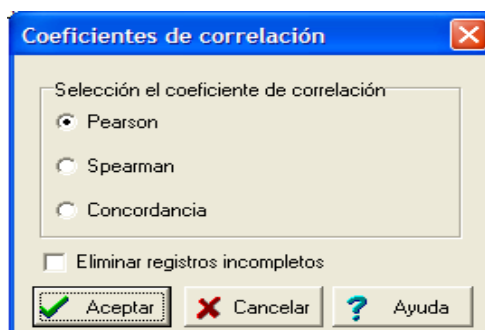 Coeficientes de correlación
Selección el coeficiente de correlación
Pearson
Spearman
Concordancia
Eliminar registros incompletos
Aceptar Cancelar ? Ayuda